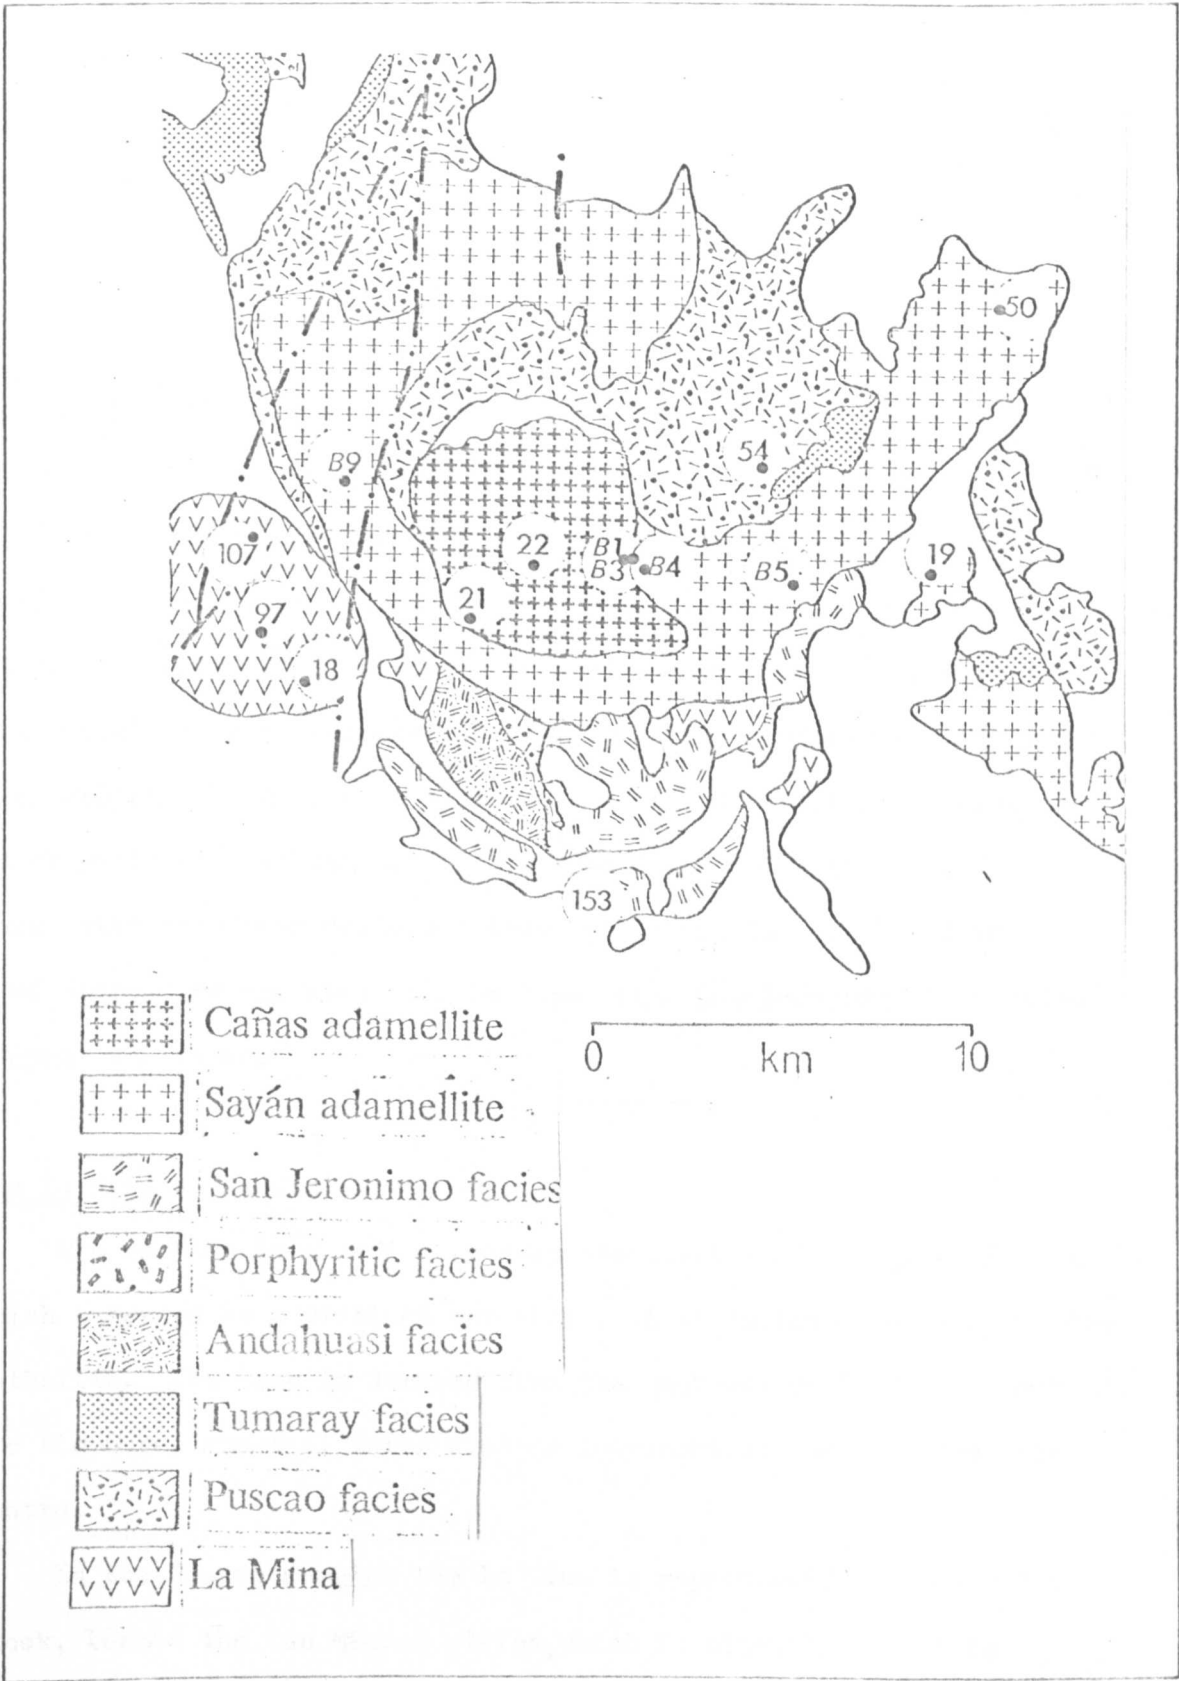 50
54
B9
107
22
B1
B3
B4
B5
19
21
97
18
153
0 km 10
Cañas adamellite
Sayán adamellite
San Jeronimo facies
Porphyritic facies
Andahuasi facies
Tumaray facies
Puscao facies
La Mina